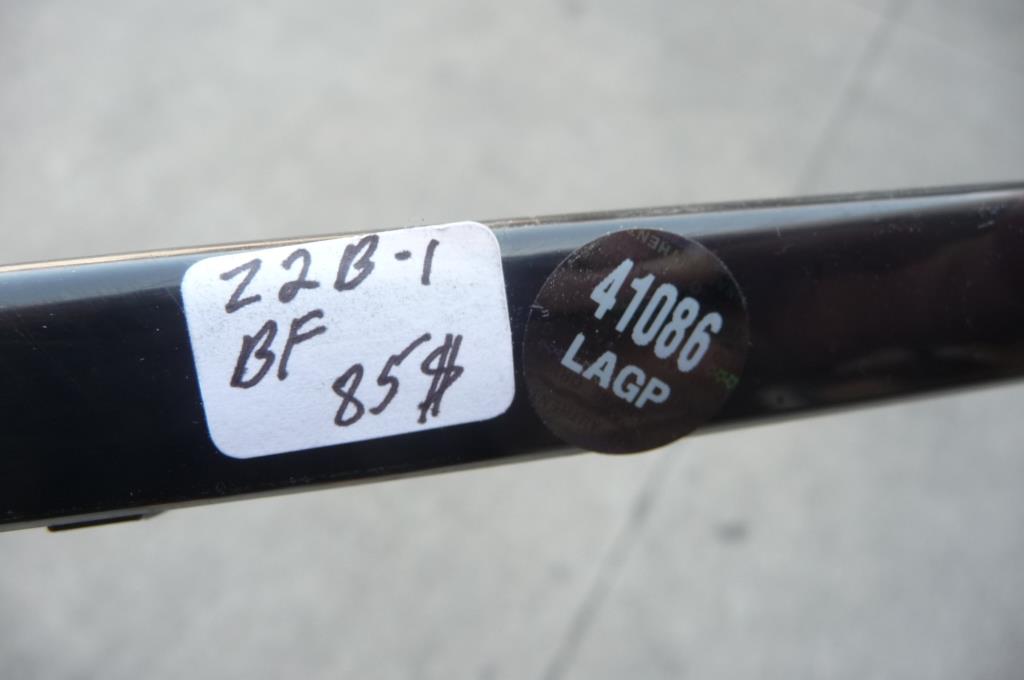 Z2B-1
BF
85$
41086
LAGP